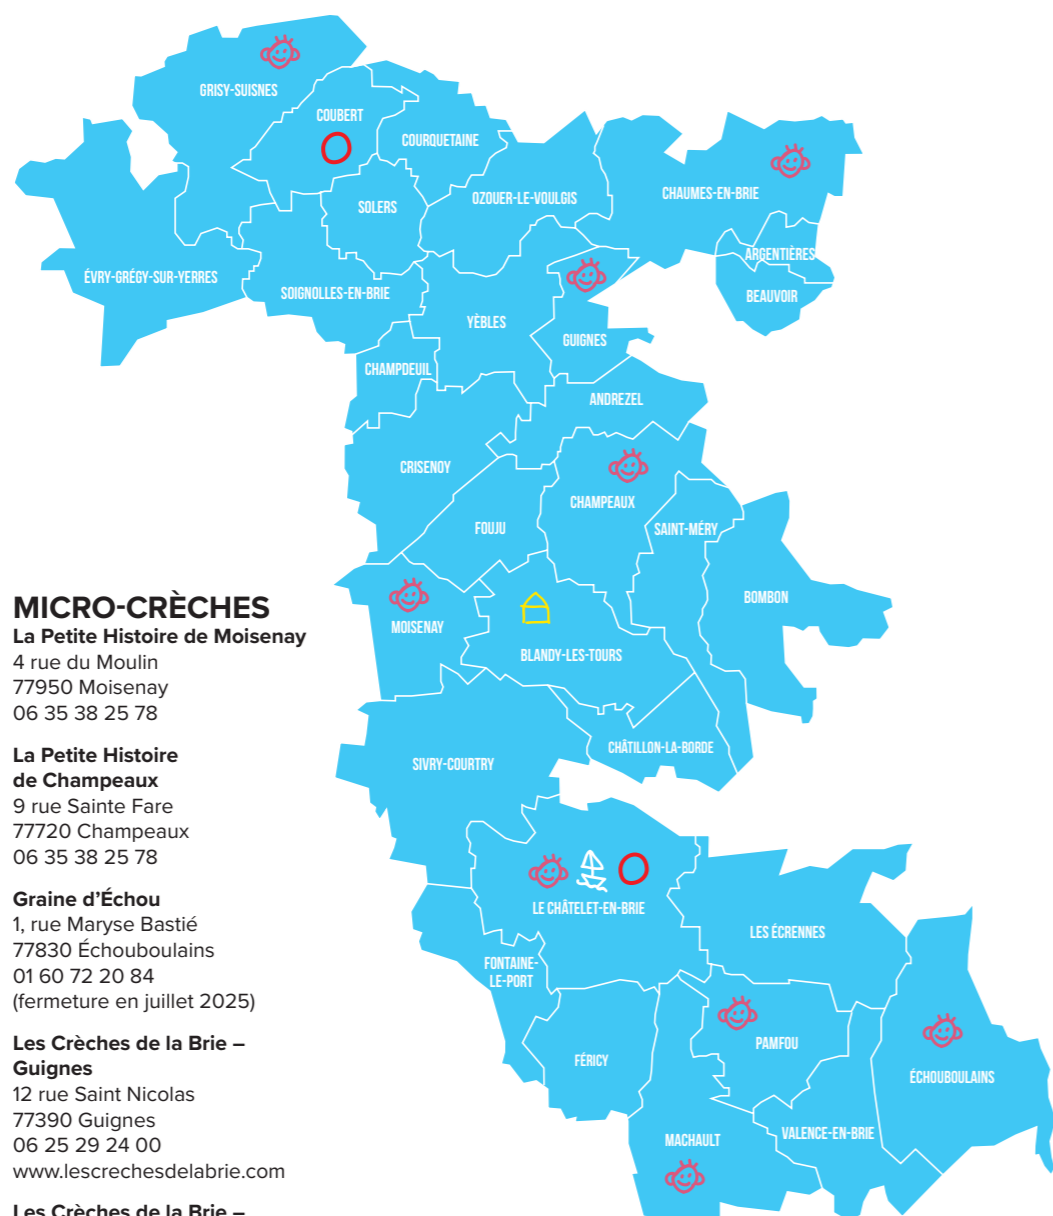 GRISY-SUISNES
COUBERT
COURQUETAINE
SOLERS
OZOUER-LE-VOULGIS
CHAUMES-EN-BRIE
ARGENTIÈRES
BEAUVOIR
ÉVRY-GRÉGY-SUR-YERRES
SOIGNOLLES-EN-BRIE
YÈBLES
GUIGNES
CHAMPDEUIL
ANDREZEL
CRISENOY
CHAMPEAUX
FOUJU
SAINT-MÉRY
BOMBON
MOISENAY
BLANDY-LES-TOURS
CHÂTILLON-LA-BORDE
SIVRY-COURTRY
LE CHÂTELET-EN-BRIE
LES ÉCRENNES
FONTAINE-
LE-PORT
FÉRICY
PAMFOU
ÉCHOUBOULAINS
MACHAULT
VALENCE-EN-BRIE
MICRO-CRÈCHES
La Petite Histoire de Moisenay
4 rue du Moulin
77950 Moisenay
06 35 38 25 78
La Petite Histoire
de Champeaux
9 rue Sainte Fare
77720 Champeaux
06 35 38 25 78
Graine d'Échou
1, rue Maryse Bastié
77830 Échouboulains
01 60 72 20 84
(fermeture en juillet 2025)
Les Crèches de la Brie –
Guignes
12 rue Saint Nicolas
77390 Guignes
06 25 29 24 00
www.lescrechesdelabrie.com
Les Crèches de la Brie –